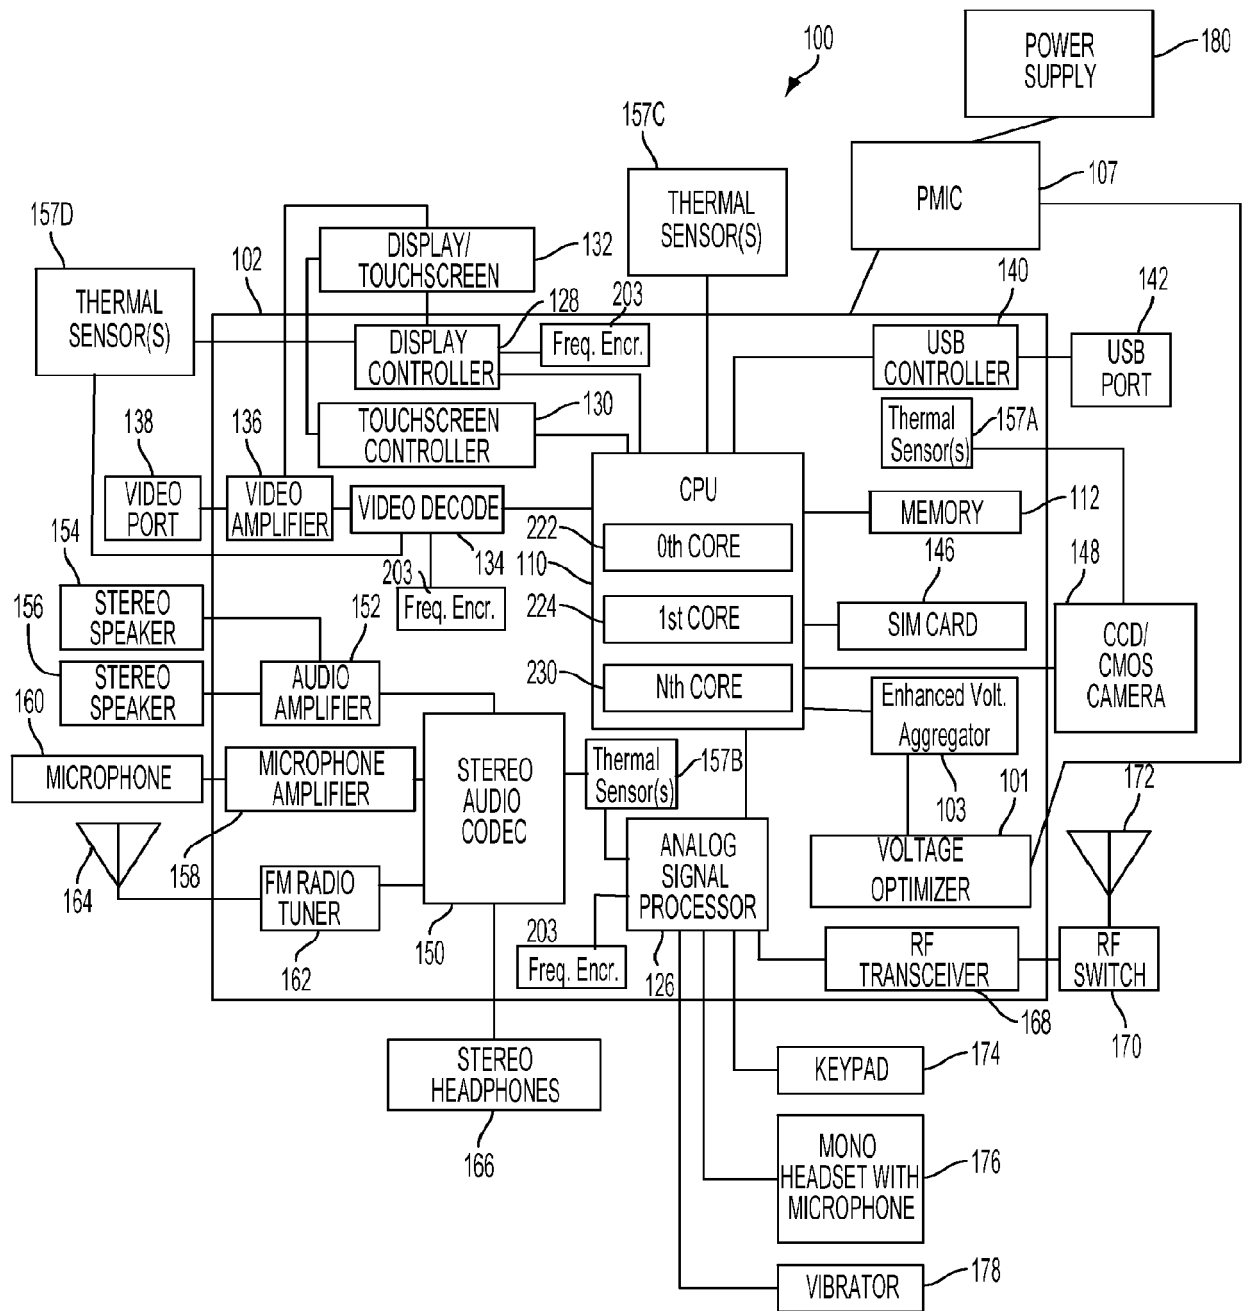 100
POWER
SUPPLY
180
157C
THERMAL
SENSOR(S)
PMIC
107
157D
THERMAL
SENSOR(S)
102
DISPLAY/
TOUCHSCREEN
132
128
203
Freq. Encr.
DISPLAY
CONTROLLER
140
USB
CONTROLLER
142
USB
PORT
130
TOUCHSCREEN
CONTROLLER
Thermal
Sensor(s)
157A
138
VIDEO
PORT
136
VIDEO
AMPLIFIER
VIDEO DECODE
134
203
Freq. Encr.
CPU
222
0th CORE
110
224
1st CORE
230
Nth CORE
MEMORY
112
146
SIM CARD
148
CCD/
CMOS
CAMERA
154
STEREO
SPEAKER
156
STEREO
SPEAKER
152
AUDIO
AMPLIFIER
Enhanced Volt.
Aggregator
103
160
MICROPHONE
MICROPHONE
AMPLIFIER
158
STEREO
AUDIO
CODEC
150
Thermal
Sensor(s)
157B
101
VOLTAGE
OPTIMIZER
172
164
FM RADIO
TUNER
162
ANALOG
SIGNAL
PROCESSOR
126
203
Freq. Encr.
RF
TRANSCEIVER
168
RF
SWITCH
170
STEREO
HEADPHONES
166
KEYPAD
174
MONO
HEADSET WITH
MICROPHONE
176
VIBRATOR
178